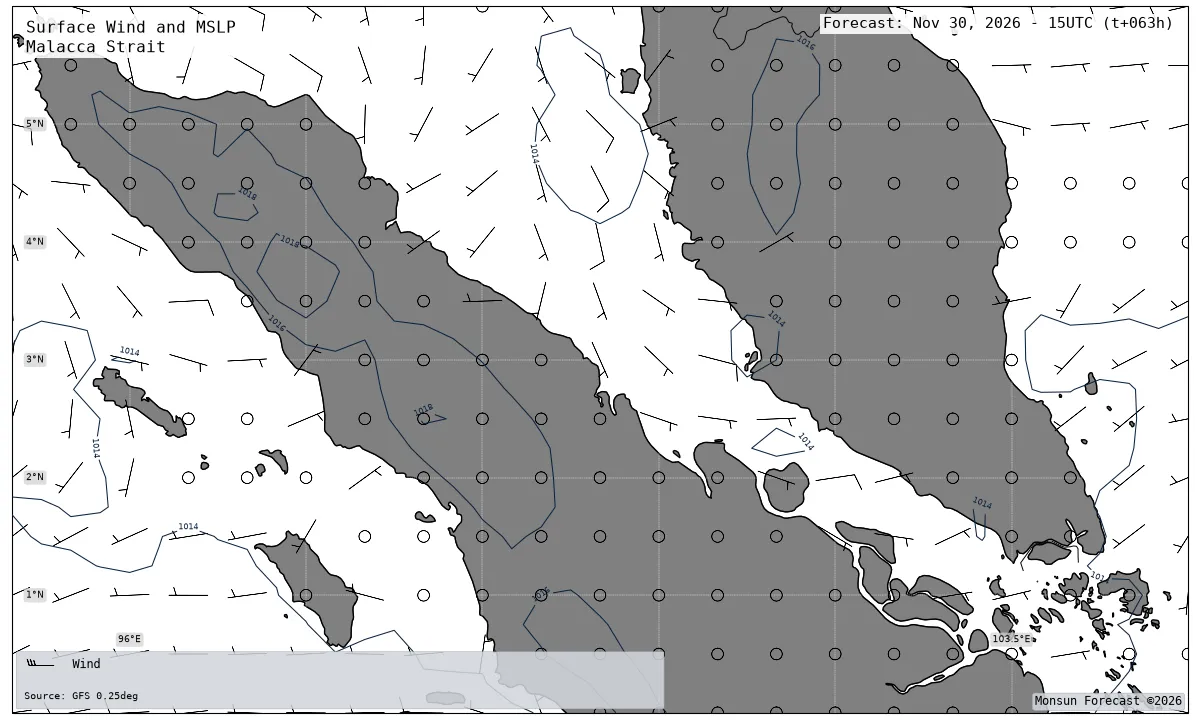 Surface Wind and MSLP
Malacca Strait
Forecast: Nov 30, 2026 - 15UTC (t+063h)
1016
5°N
1014
1018
4°N
1018
1016
1014
3°N
1014
1018
1014
1014
2°N
1014
1014
1°N
96°E
103.5°E
Wind
Source: GFS 0.25deg
Monsun Forecast ©2026